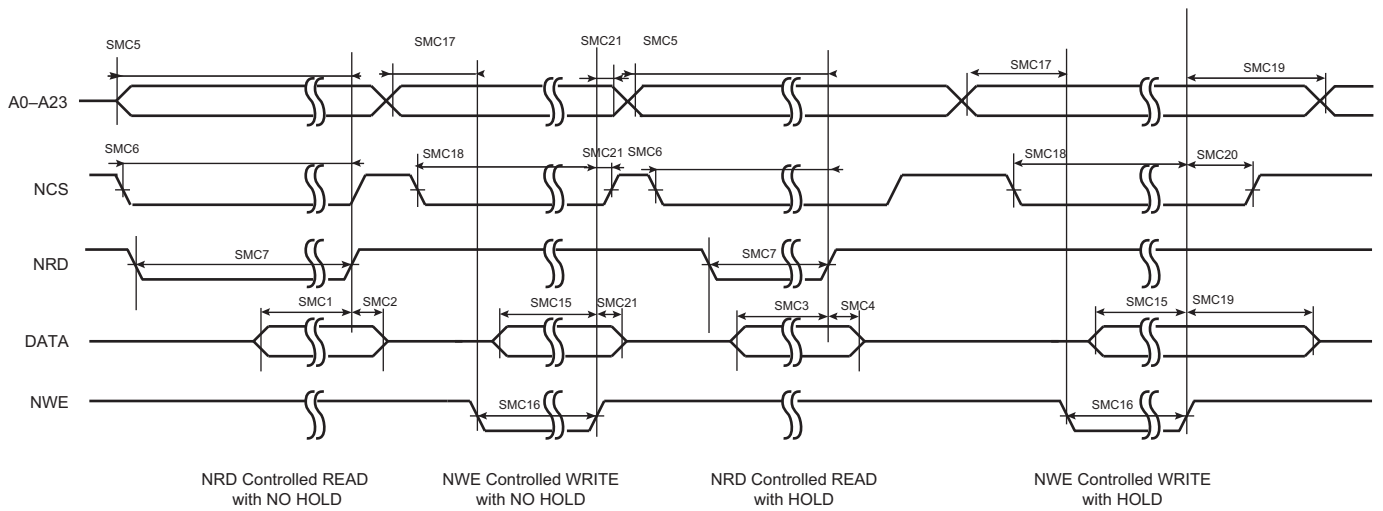 SMC5
SMC17
SMC21
SMC5
SMC17
SMC19
A0–A23
SMC6
SMC18
SMC21
SMC6
SMC18
SMC20
NCS
NRD
SMC7
SMC7
SMC1
SMC2
SMC15
SMC21
SMC3
SMC4
SMC15
SMC19
DATA
NWE
SMC16
SMC16
NRD Controlled READ
with NO HOLD
NWE Controlled WRITE
with NO HOLD
NRD Controlled READ
with HOLD
NWE Controlled WRITE
with HOLD